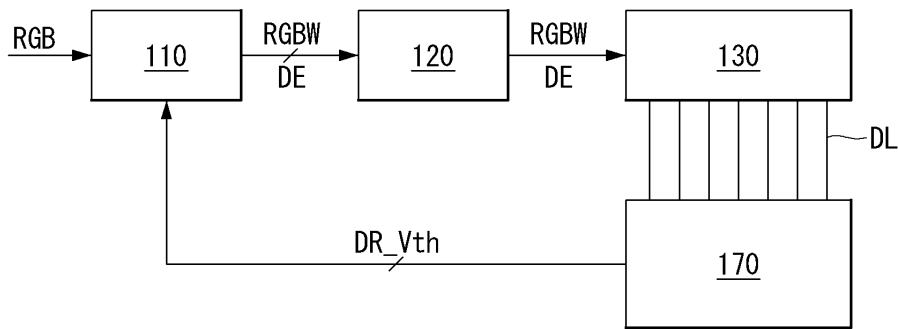 RGB
110
RGBW
DE
120
RGBW
DE
130
DL
DR_Vth
170